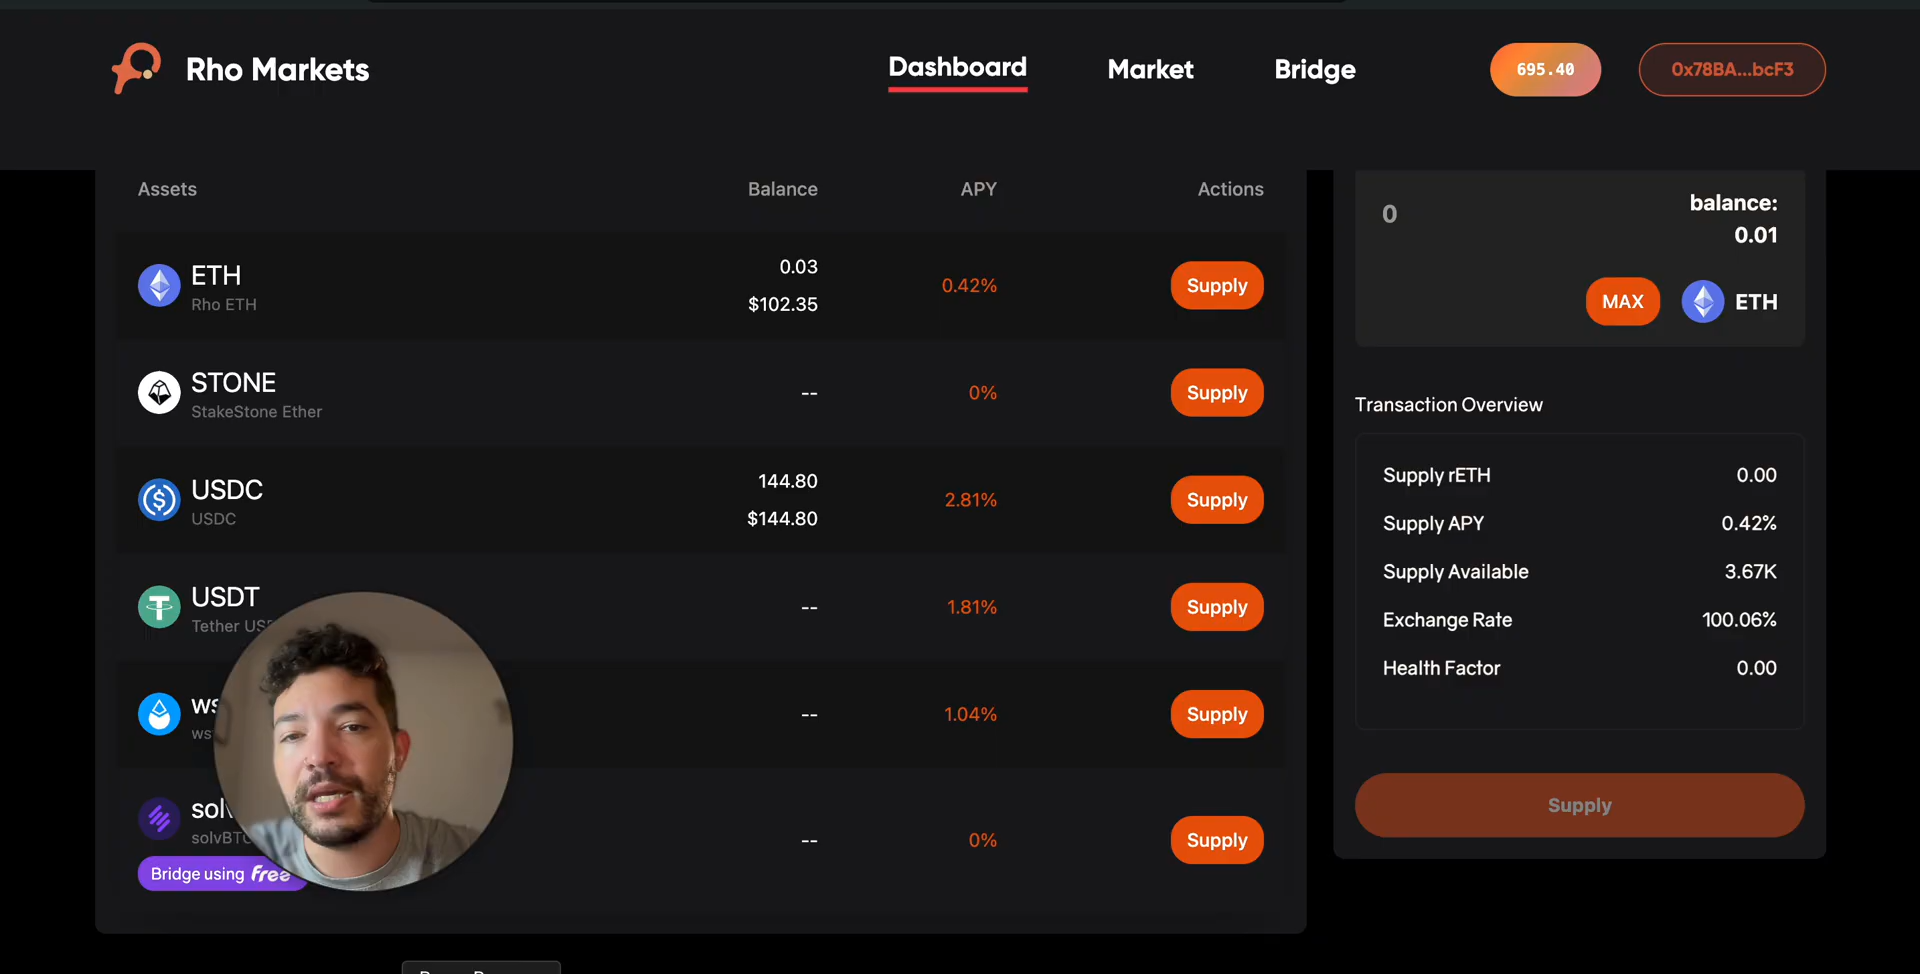 Rho Markets
Dashboard
Market
Bridge
695.40
0x78BA...bcF3
Assets
Balance
APY
Actions
ETH
Rho ETH
0.03
$102.35
0.42%
Supply
STONE
StakeStone Ether
--
0%
Supply
USDC
USDC
144.80
$144.80
2.81%
Supply
USDT
Tether
--
1.81%
Supply
--
1.04%
Supply
--
0%
Supply
Bridge using free
0
balance:
0.01
MAX
ETH
Transaction Overview
Supply rETH 0.00
Supply APY 0.42%
Supply Available 3.67K
Exchange Rate 100.06%
Health Factor 0.00
Supply